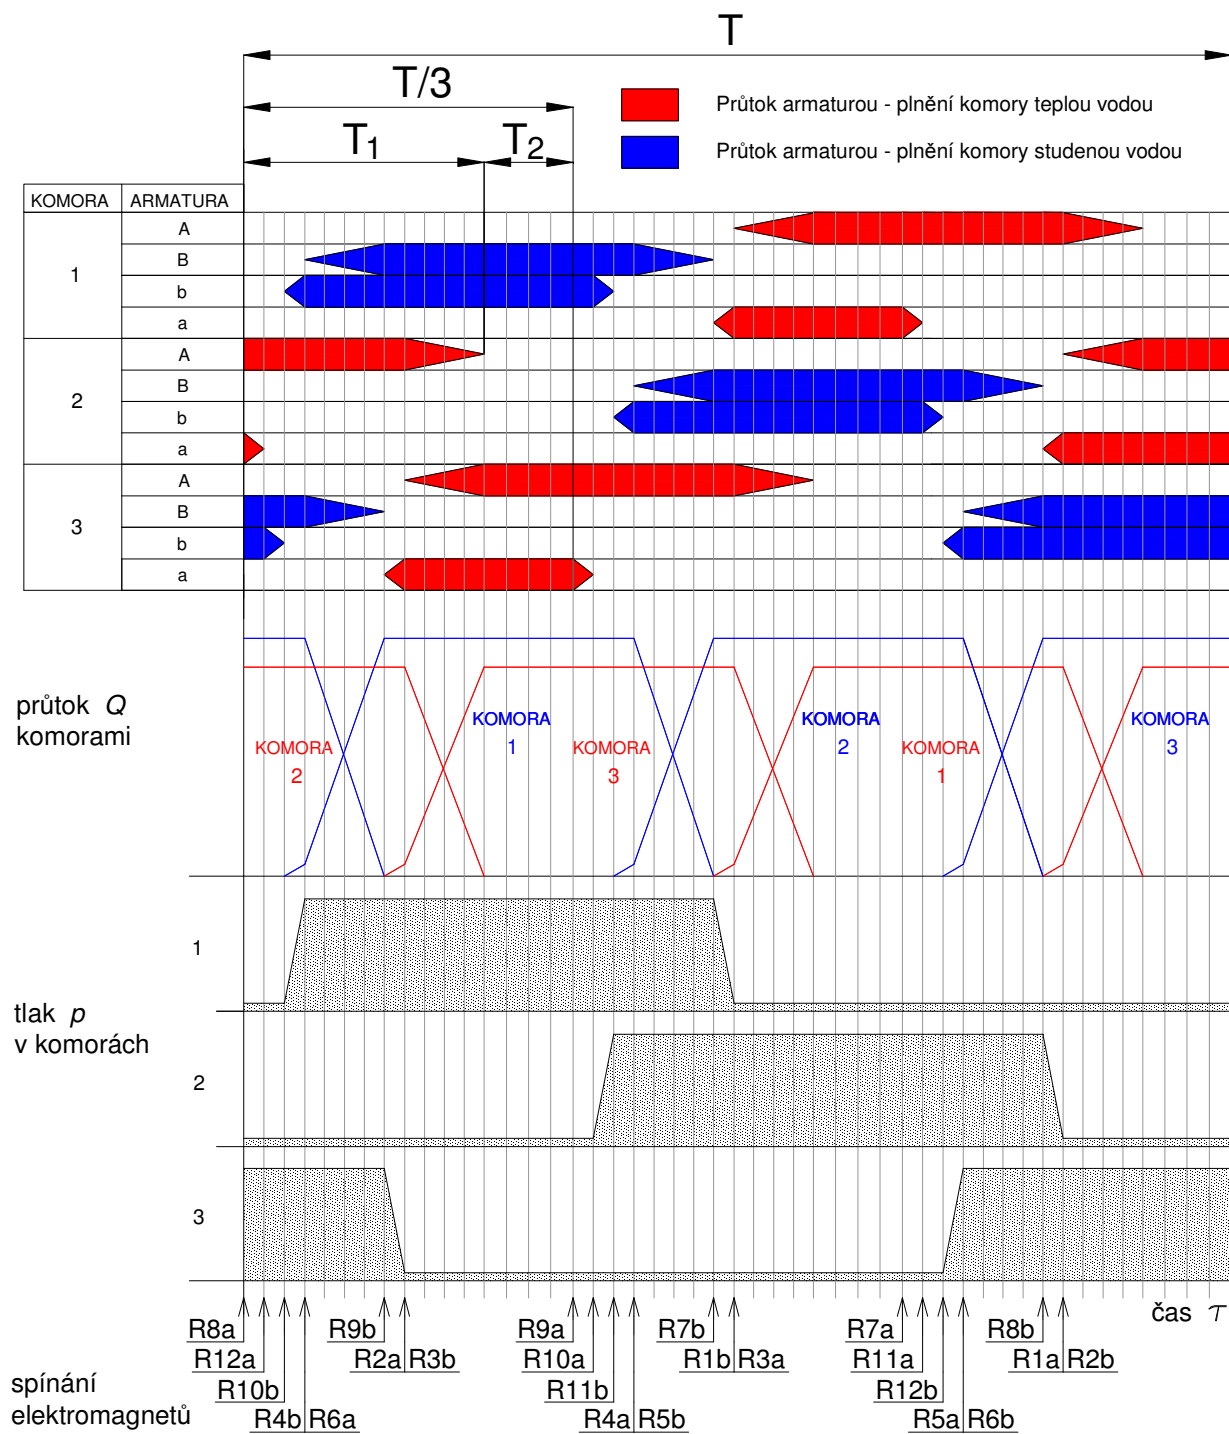 T
T/3
T1 T2
Průtok armaturou - plnění komory teplou vodou
Průtok armaturou - plnění komory studenou vodou
KOMORA ARMATURA
1
A
B
b
a
2
A
B
b
a
3
A
B
b
a
průtok Q
komorami
KOMORA
2
KOMORA
1
KOMORA
3
KOMORA
2
KOMORA
1
KOMORA
3
tlak p
v komorách
1
2
3
čas τ
R8a R9b R9a R7b R7a R8b
R12a R2a R3b R10a R1b R3a R11a R1a R2b
R10b R11b R12b
R4b R6a R4a R5b R5a R6b
spínání
elektromagnetů